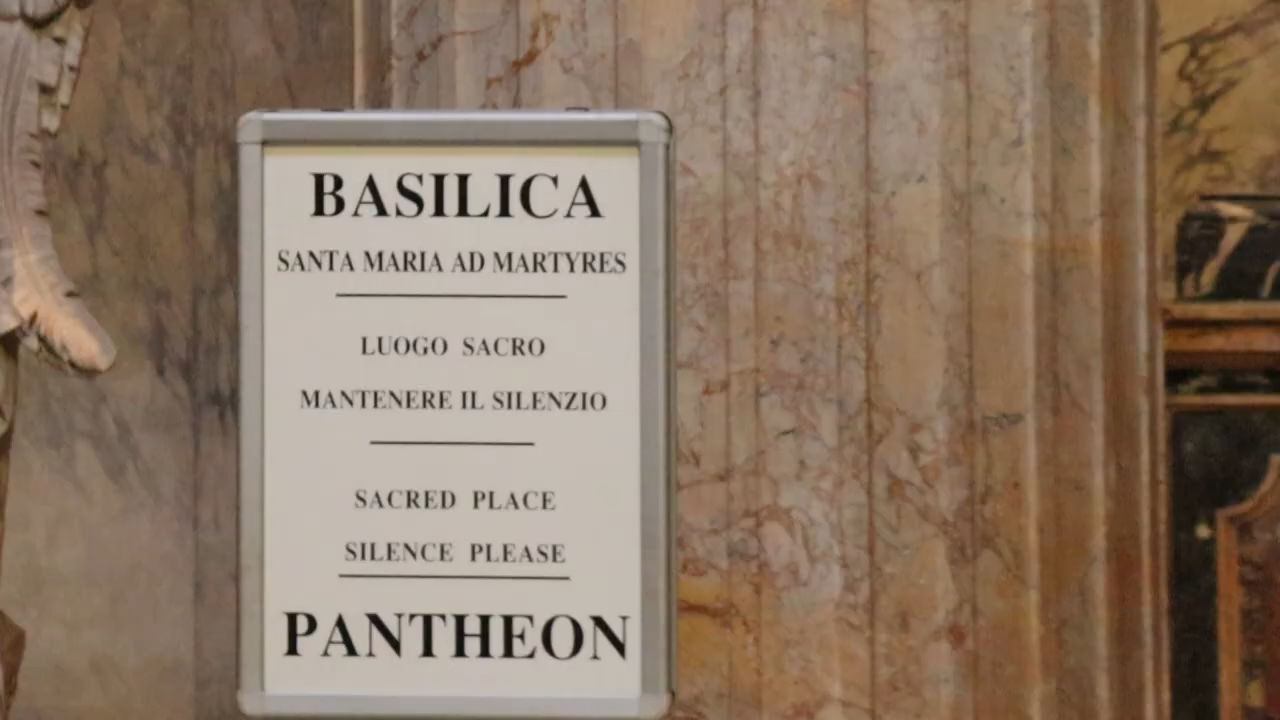 BASILICA
SANTA MARIA AD MARTYRES
LUOGO SACRO
MANTENERE IL SILENZIO
SACRED PLACE
SILENCE PLEASE
PANTHEON